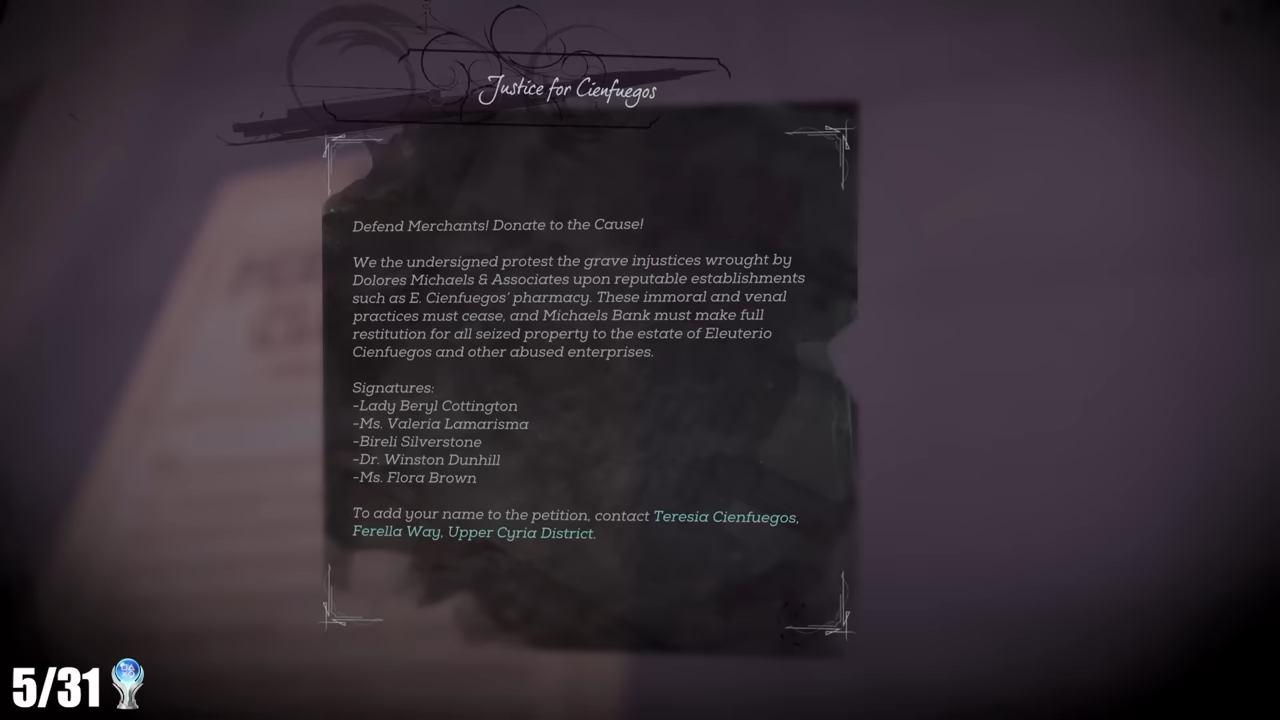 Justice for Cienfuegos
Defend Merchants! Donate to the Cause!
We the undersigned protest the grave injustices wrought by
Dolores Michaels & Associates upon reputable establishments
such as E. Cienfuegos' pharmacy. These immoral and venal
practices must cease, and Michaels Bank must make full
restitution for all seized property to the estate of Eleuterio
Cienfuegos and other abused enterprises.
Signatures:
-Lady Beryl Cottington
-Ms. Valeria Lamarisma
-Bireli Silverstone
-Dr. Winston Dunhill
-Ms. Flora Brown
To add your name to the petition, contact Teresia Cienfuegos,
Ferella Way, Upper Cyria District.
5/31